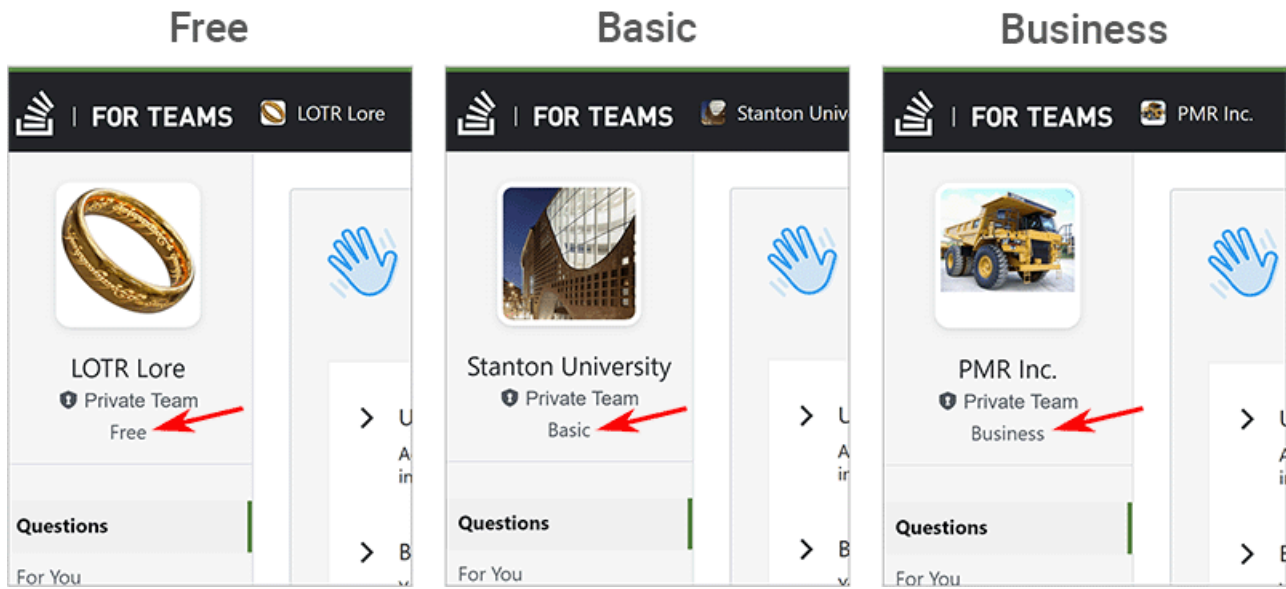 Free
Basic
Business
| FOR TEAMS LOTR Lore
LOTR Lore
Private Team
Free
Questions
For You
| FOR TEAMS Stanton Univ
Stanton University
Private Team
Basic
Questions
For You
| FOR TEAMS PMR Inc.
PMR Inc.
Private Team
Business
Questions
For You